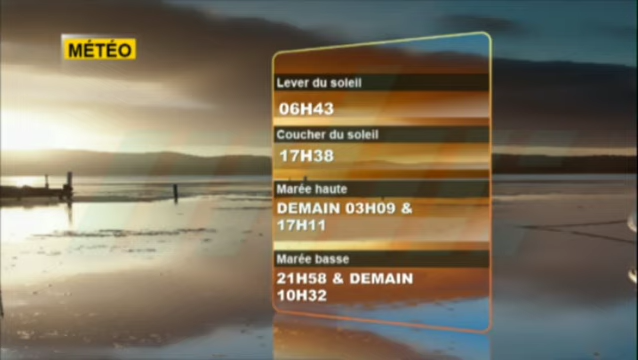 MÉTÉO
Lever du soleil
06H43
Coucher du soleil
17H38
Marée haute
DEMAIN 03H09 &
17H11
Marée basse
21H58 & DEMAIN
10H32